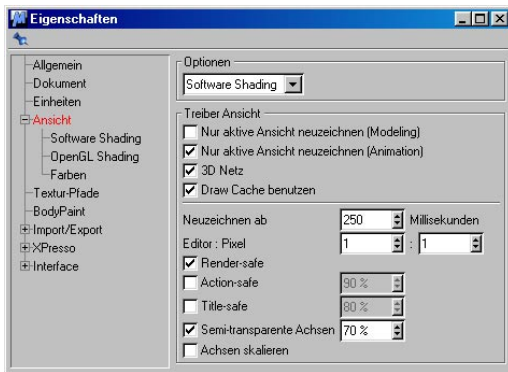 Eigenschaften
Allgemein
Dokument
Einheiten
Ansicht
Software Shading
OpenGL Shading
Farben
Textur-Pfade
BodyPaint
Import/Export
XPresso
Interface
Optionen
Software Shading
Treiber Ansicht
Nur aktive Ansicht neuzeichnen (Modeling)
Nur aktive Ansicht neuzeichnen (Animation)
3D Netz
Draw Cache benutzen
Neuzeichnen ab 250 Millisekunden
Editor : Pixel 1 : 1
Render-safe
Action-safe 90 %
Title-safe 80 %
Semi-transparente Achsen 70 %
Achsen skalieren